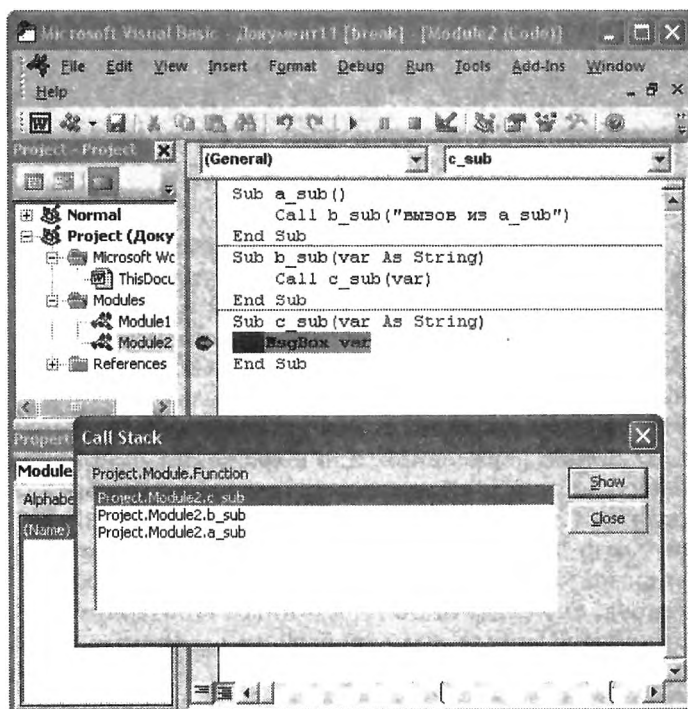 Microsoft Visual Basic - Документ11 [break] - [Module2 (Code)]
File Edit View Insert Format Debug Run Tools Add-Ins Window
Help
Project - Project
(General) c_sub
Normal
Project (Доку
Microsoft Wo
ThisDocu
Modules
Module1
Module2
References
Sub a_sub()
Call b_sub("вызов из a_sub")
End Sub
Sub b_sub(var As String)
Call c_sub(var)
End Sub
Sub c_sub(var As String)
MsgBox var
End Sub
Propert
Module
Alphabe
(Name)
Call Stack
Project.Module.Function
Project.Module2.c_sub
Project.Module2.b_sub
Project.Module2.a_sub
Show
Close